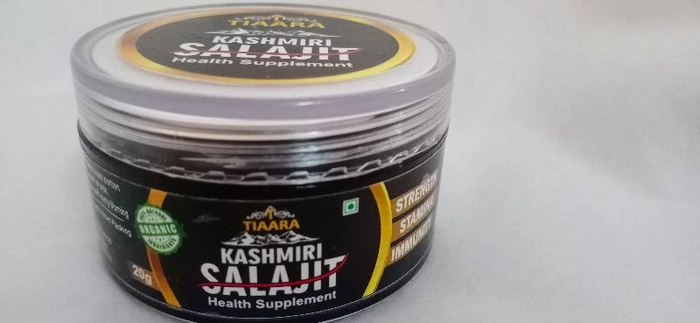 TIAARA
KASHMIRI
SALAJIT
Health Supplement
ORGANIC
20g
TIAARA
KASHMIRI
SALAJIT
Health Supplement
STRENGTH
STAMINA
IMMUNITY